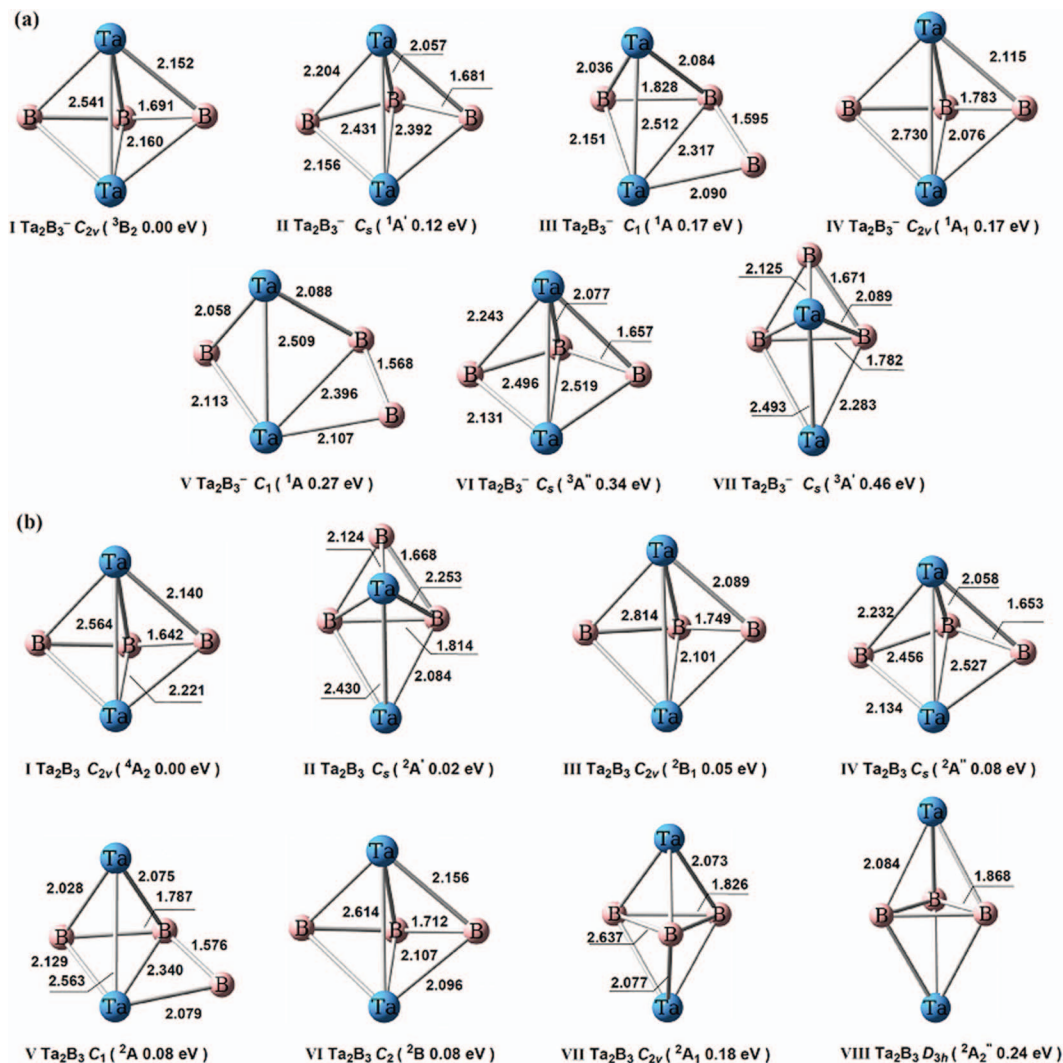 (a)
Ta Ta Ta Ta
2.152 2.204 2.057 1.681 2.036 2.084 1.828 2.115
B 2.541 B 1.691 B B B B B B B 2.730 B 1.783 B
2.160 2.431 2.392 2.151 2.512 2.317 1.595 B 2.076
2.156 2.090
Ta Ta Ta Ta
I Ta₂B₃⁻ C₂ᵥ ( ³B₂ 0.00 eV ) II Ta₂B₃⁻ Cₛ ( ¹A' 0.12 eV ) III Ta₂B₃⁻ C₁ ( ¹A 0.17 eV ) IV Ta₂B₃⁻ C₂ᵥ ( ¹A₁ 0.17 eV )
Ta Ta B
2.058 2.088 2.243 2.077 1.657 2.125 1.671 Ta 2.089
B 2.509 B B B B B B
2.113 2.396 1.568 B 2.496 2.519 1.782
2.107 2.131 2.493 2.283
Ta Ta Ta
V Ta₂B₃⁻ C₁ ( ¹A 0.27 eV ) VI Ta₂B₃⁻ Cₛ ( ³A" 0.34 eV ) VII Ta₂B₃⁻ Cₛ ( ³A' 0.46 eV )
(b)
Ta B Ta Ta
2.140 2.124 1.668 Ta 2.253 2.089 2.232 2.058 1.653
B 2.564 B 1.642 B B B B 2.814 B 1.749 B B B B
2.221 1.814 2.101 2.456 2.527
2.430 2.084 2.134
Ta Ta Ta Ta
I Ta₂B₃ C₂ᵥ ( ⁴A₂ 0.00 eV ) II Ta₂B₃ Cₛ ( ²A' 0.02 eV ) III Ta₂B₃ C₂ᵥ ( ²B₁ 0.05 eV ) IV Ta₂B₃ Cₛ ( ²A" 0.08 eV )
Ta Ta Ta Ta
2.028 2.075 1.787 2.156 2.073 1.826 2.084 1.868
B B B 2.614 B 1.712 B B B B B B B
2.129 2.563 2.340 1.576 B 2.107 2.637
2.079 2.096 2.077
Ta Ta Ta Ta
V Ta₂B₃ C₁ ( ²A 0.08 eV ) VI Ta₂B₃ C₂ ( ²B 0.08 eV ) VII Ta₂B₃ C₂ᵥ ( ²A₁ 0.18 eV ) VIII Ta₂B₃ D₃ₕ ( ²A₂" 0.24 eV )